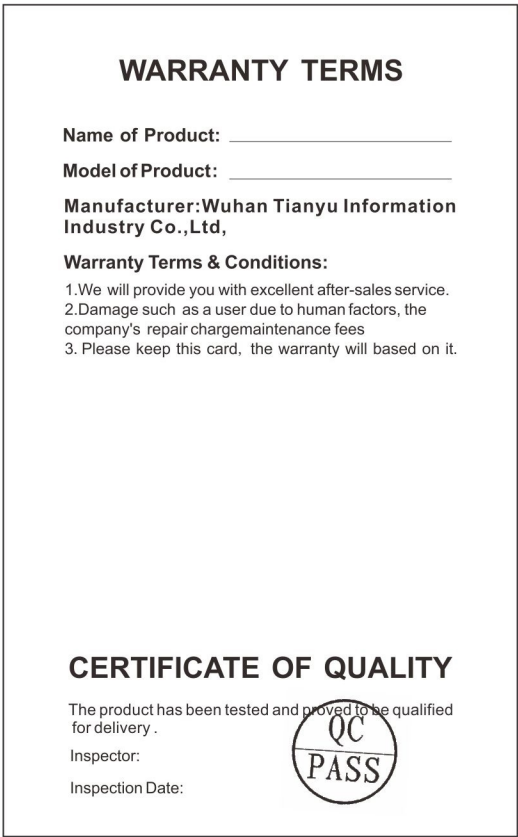 WARRANTY TERMS
Name of Product:
Model of Product:
Manufacturer:Wuhan Tianyu Information
Industry Co.,Ltd,
Warranty Terms & Conditions:
1.We will provide you with excellent after-sales service.
2.Damage such as a user due to human factors, the
company's repair chargemaintenance fees
3. Please keep this card, the warranty will based on it.
CERTIFICATE OF QUALITY
The product has been tested and proved to be qualified
for delivery .
QC
PASS
Inspector:
Inspection Date: